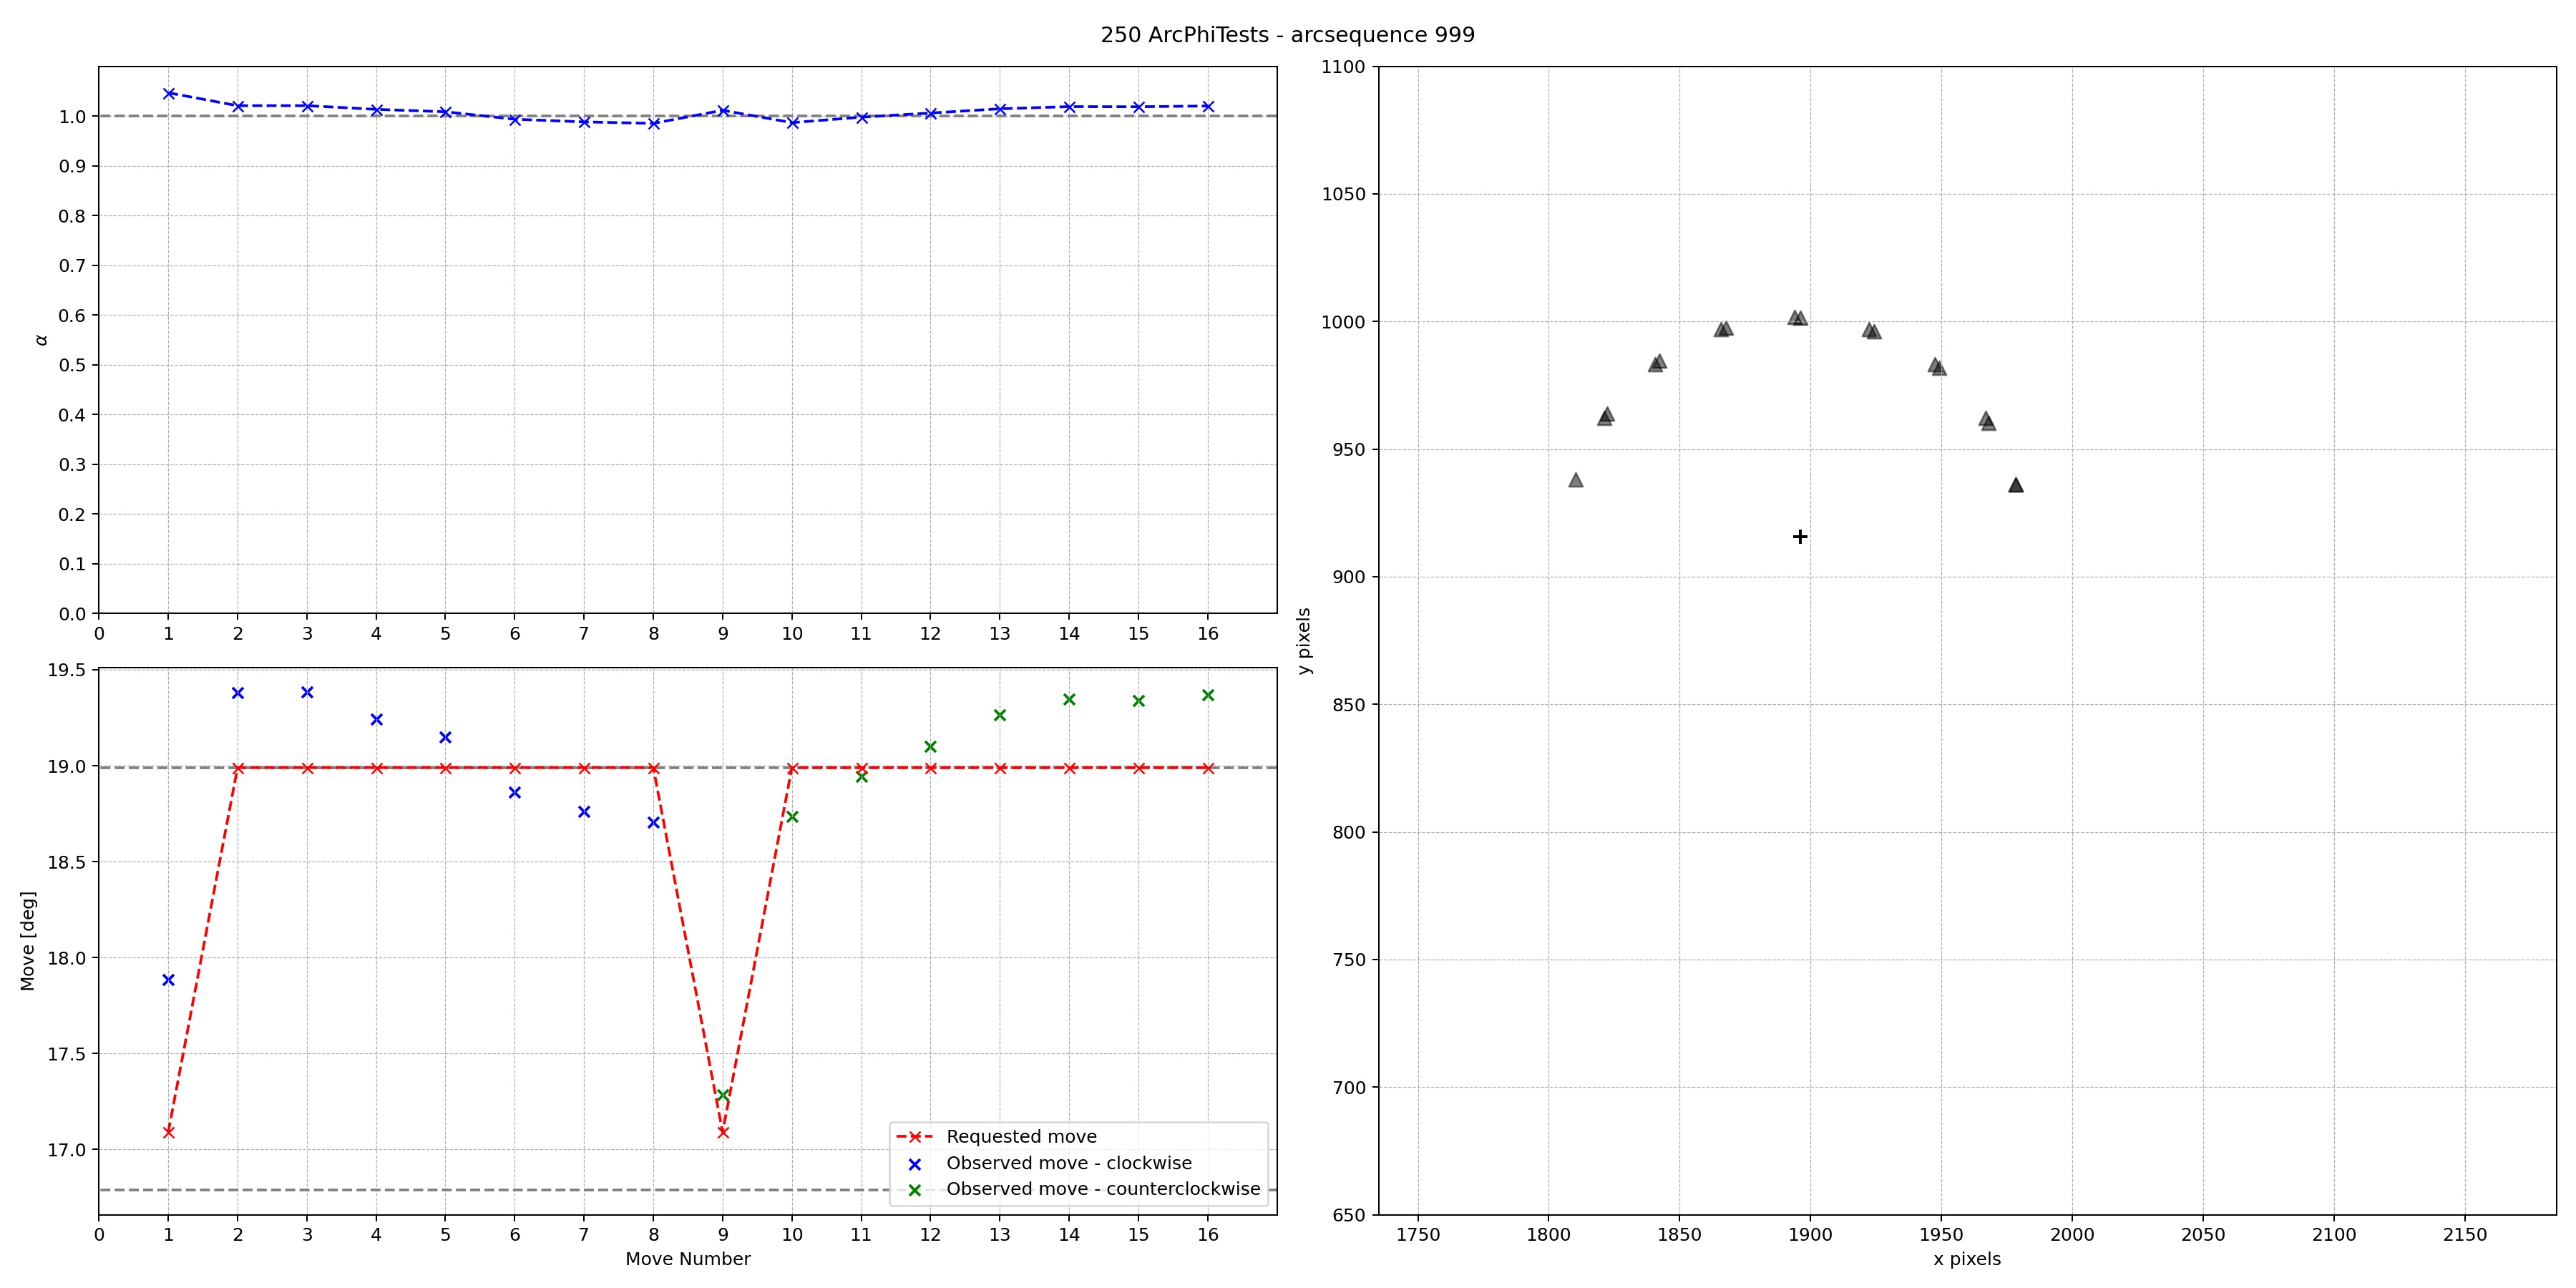 250 ArcPhiTests - arcsequence 999
1.0
0.9
0.8
0.7
0.6
0.5
0.4
0.3
0.2
0.1
0.0
α
0 1 2 3 4 5 6 7 8 9 10 11 12 13 14 15 16
19.5
19.0
18.5
18.0
17.5
17.0
Move [deg]
Requested move
Observed move - clockwise
Observed move - counterclockwise
0 1 2 3 4 5 6 7 8 9 10 11 12 13 14 15 16
Move Number
1100
1050
1000
950
900
850
800
750
700
650
y pixels
1750 1800 1850 1900 1950 2000 2050 2100 2150
x pixels